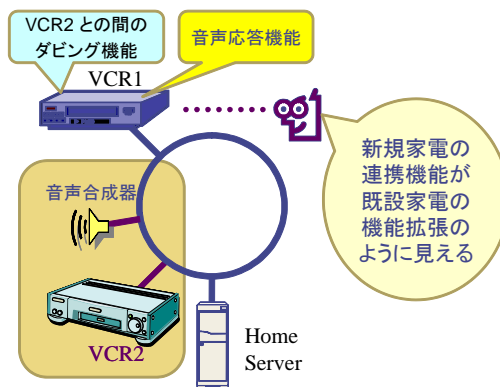 VCR2 との間の
ダビング機能
音声応答機能
VCR1
新規家電の
連携機能が
既設家電の
機能拡張の
ように見える
音声合成器
VCR2
Home
Server